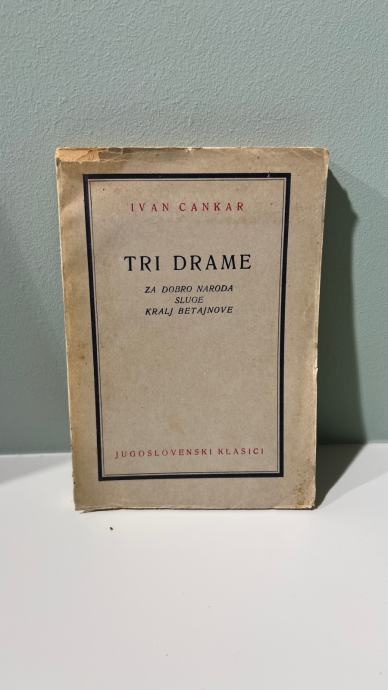 IVAN CANKAR
TRI DRAME
ZA DOBRO NARODA
SLUGE
KRALJ BETAJNOVE
JUGOSLOVENSKI KLASICI